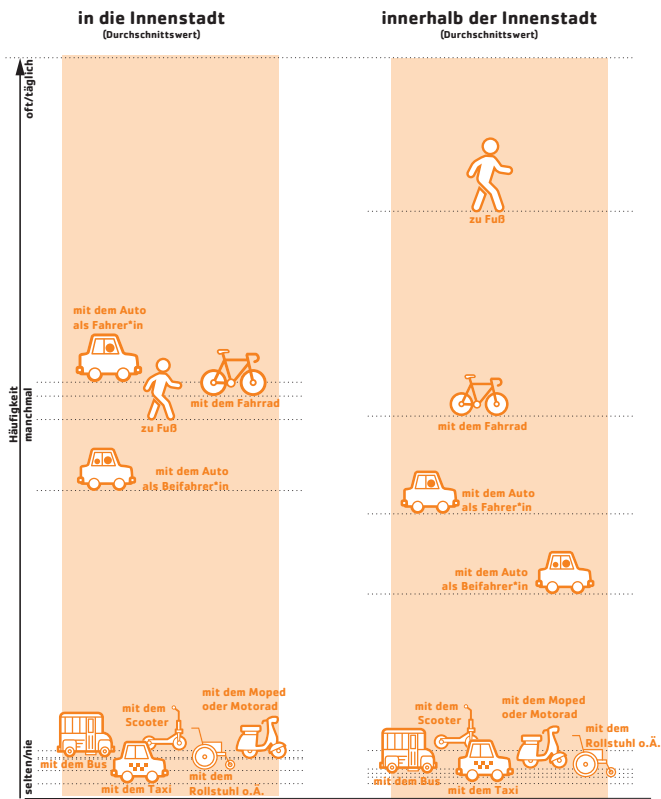 in die Innenstadt
(Durchschnittswert)
innerhalb der Innenstadt
(Durchschnittswert)
oft/täglich
Häufigkeit
manchmal
selten/nie
mit dem Auto
als Fahrer*in
mit dem Fahrrad
zu Fuß
mit dem Auto
als Beifahrer*in
mit dem Moped
oder Motorad
mit dem
Scooter
mit dem Bus
mit dem Taxi
mit dem
Rollstuhl o.Ä.
zu Fuß
mit dem Fahrrad
mit dem Auto
als Fahrer*in
mit dem Auto
als Beifahrer*in
mit dem Moped
oder Motorad
mit dem
Scooter
mit dem
Rollstuhl o.Ä.
mit dem Bus
mit dem Taxi